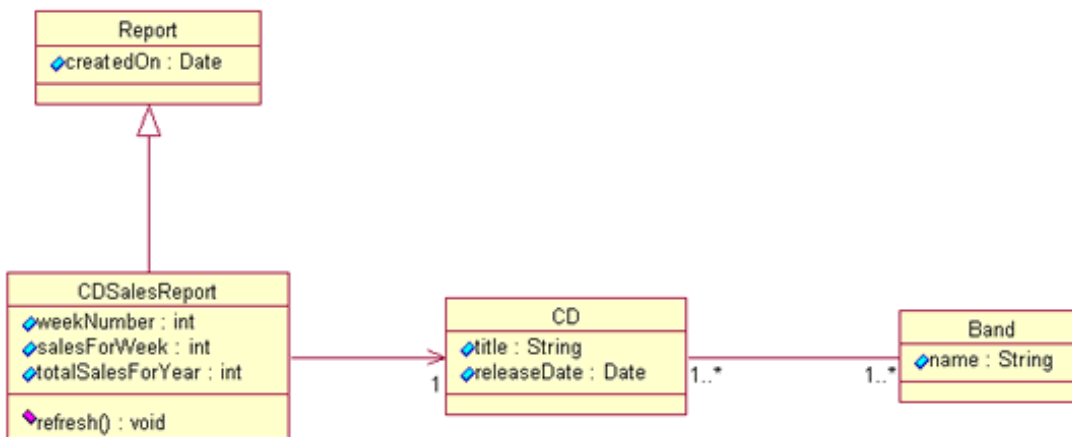 Report
createdOn : Date
CDSalesReport
weekNumber : int
salesForWeek : int
totalSalesForYear : int
refresh() : void
1
CD
title : String
releaseDate : Date
1..*
1..*
Band
name : String